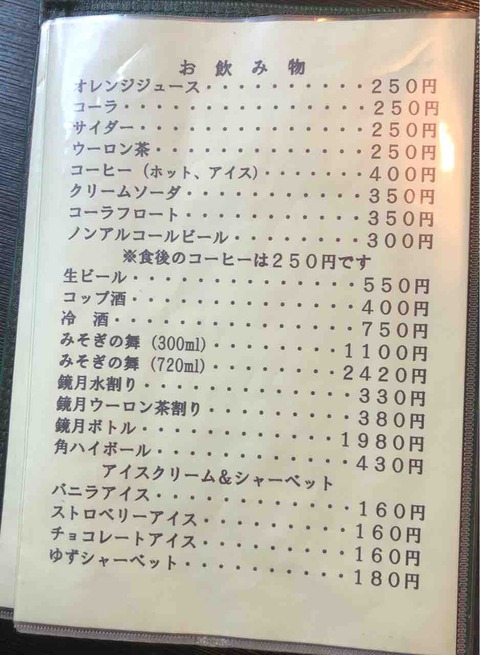 お飲み物
オレンジジュース・・・・・・・・・・250円
コーラ・・・・・・・・・・・・・・・250円
サイダー・・・・・・・・・・・・・・250円
ウーロン茶・・・・・・・・・・・・・250円
コーヒー（ホット、アイス）・・・・・・・400円
クリームソーダ・・・・・・・・・・・350円
コーラフロート・・・・・・・・・・・350円
ノンアルコールビール・・・・・・・・300円
※食後のコーヒーは250円です
生ビール・・・・・・・・・・・・・・550円
コップ酒・・・・・・・・・・・・・・400円
冷　酒・・・・・・・・・・・・・・・750円
みそぎの舞（300ml）・・・・・・・・1100円
みそぎの舞（720ml）・・・・・・・・2420円
鏡月水割り・・・・・・・・・・・・・330円
鏡月ウーロン茶割り・・・・・・・・・380円
鏡月ボトル・・・・・・・・・・・・1980円
角ハイボール・・・・・・・・・・・・430円
アイスクリーム＆シャーベット
バニラアイス・・・・・・・・・・・・160円
ストロベリーアイス・・・・・・・・・160円
チョコレートアイス・・・・・・・・・160円
ゆずシャーベット・・・・・・・・・・180円